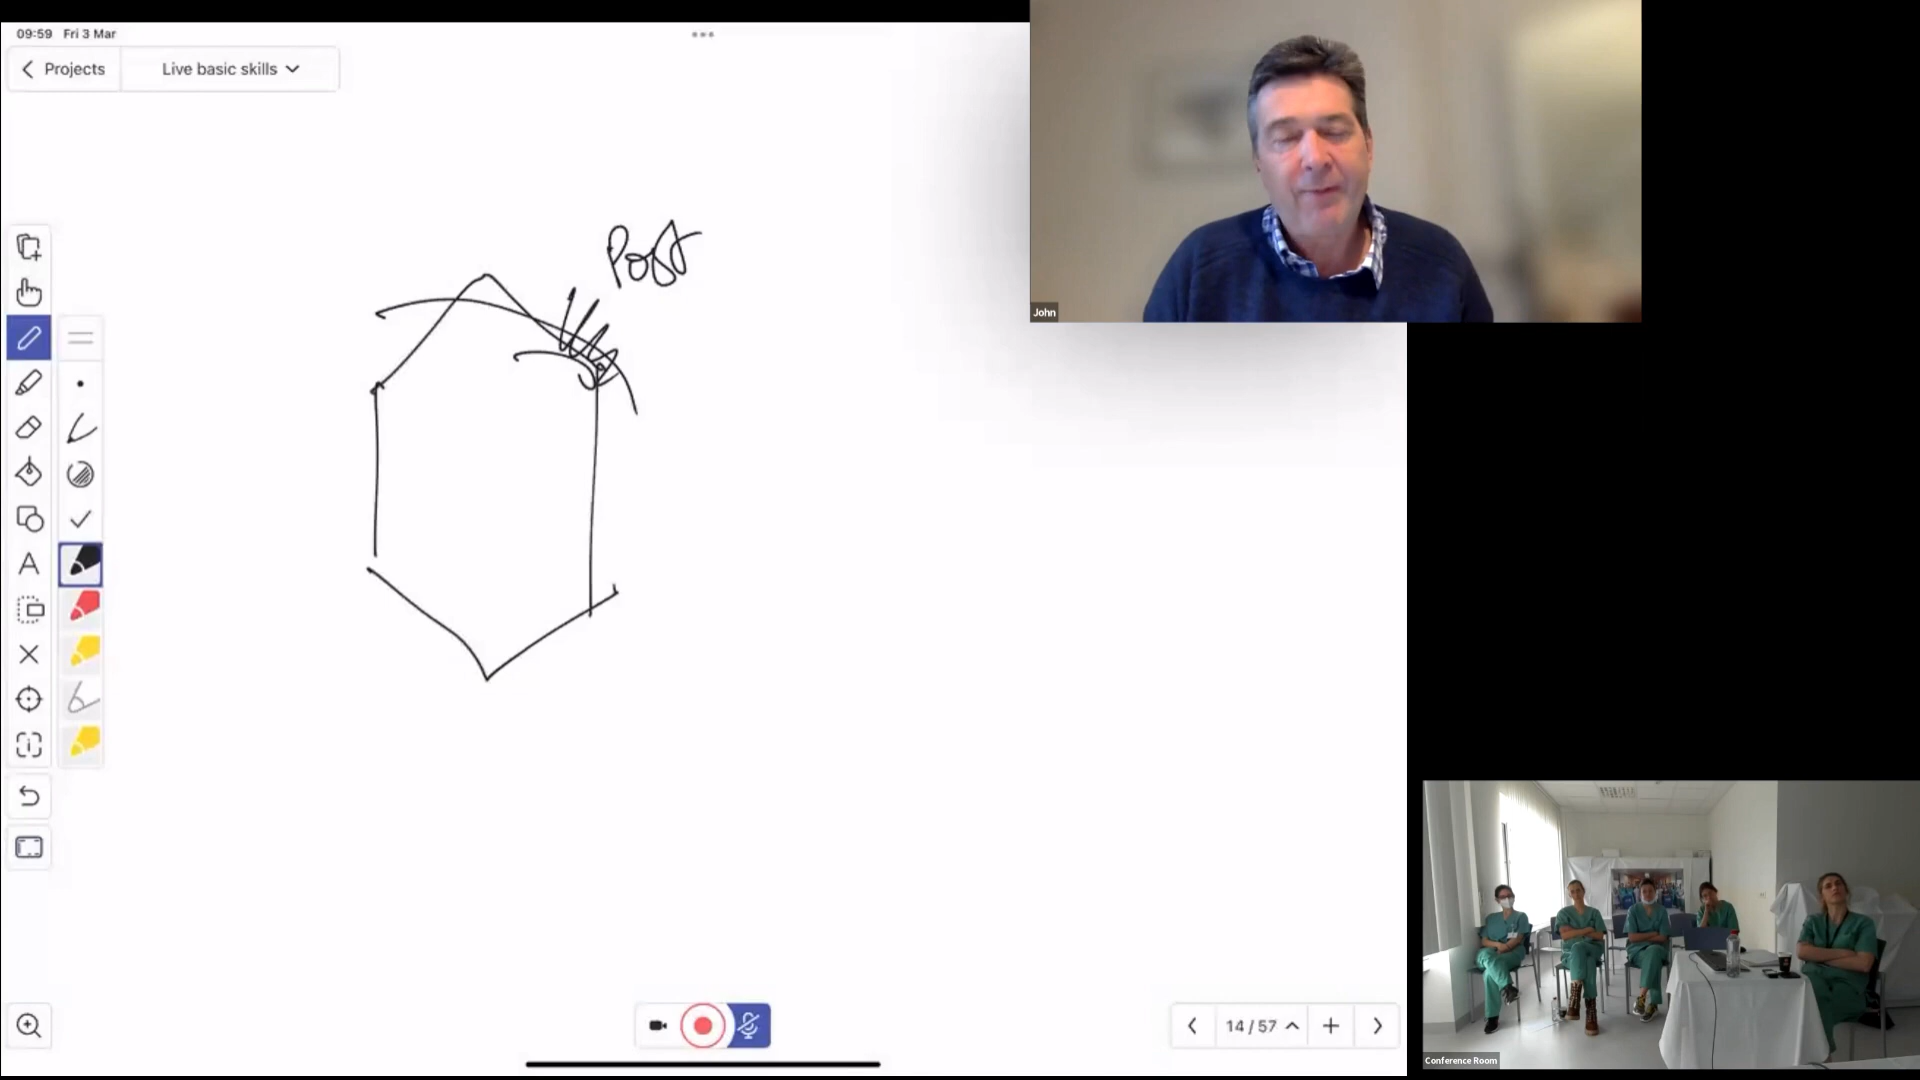 09:59 Fri 3 Mar
Projects
Live basic skills
Post
A
14 / 57
John
Conference Room